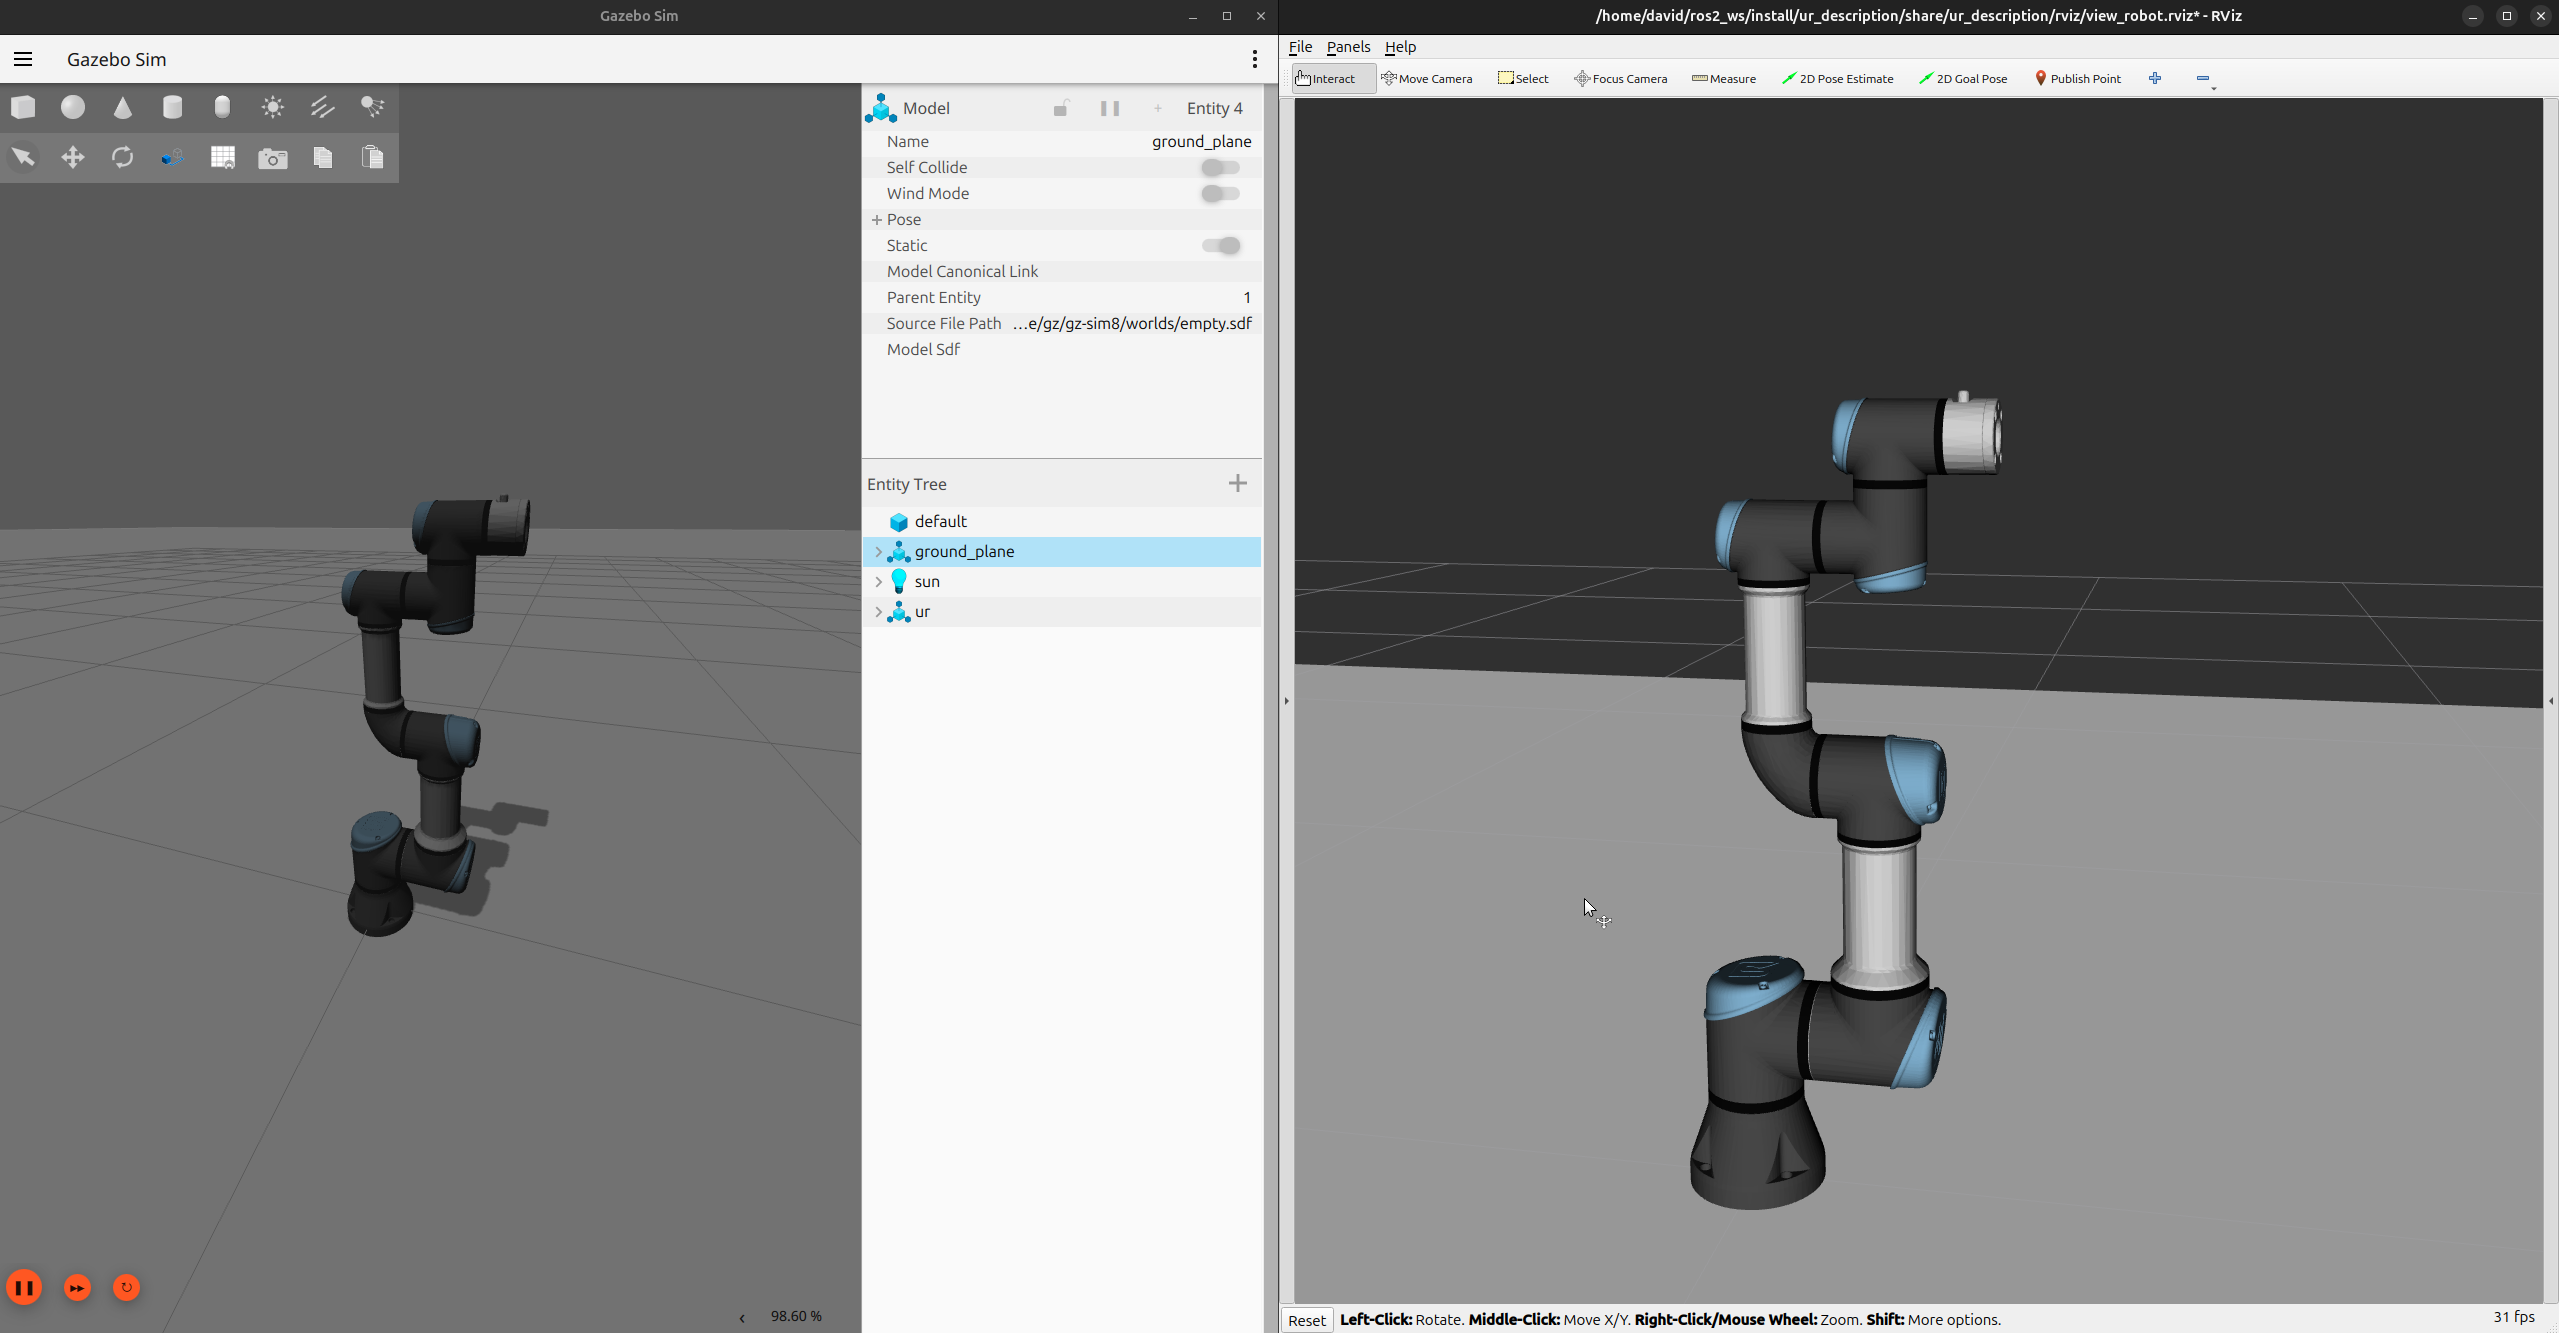 Gazebo Sim
/home/david/ros2_ws/install/ur_description/share/ur_description/rviz/view_robot.rviz* - RViz
Gazebo Sim
File Panels Help
Interact Move Camera Select Focus Camera Measure 2D Pose Estimate 2D Goal Pose Publish Point
Model Entity 4
Name ground_plane
Self Collide
Wind Mode
Pose
Static
Model Canonical Link
Parent Entity 1
Source File Path …e/gz/gz-sim8/worlds/empty.sdf
Model Sdf
Entity Tree
default
ground_plane
sun
ur
98.60 %
Reset Left-Click: Rotate. Middle-Click: Move X/Y. Right-Click/Mouse Wheel: Zoom. Shift: More options. 31 fps